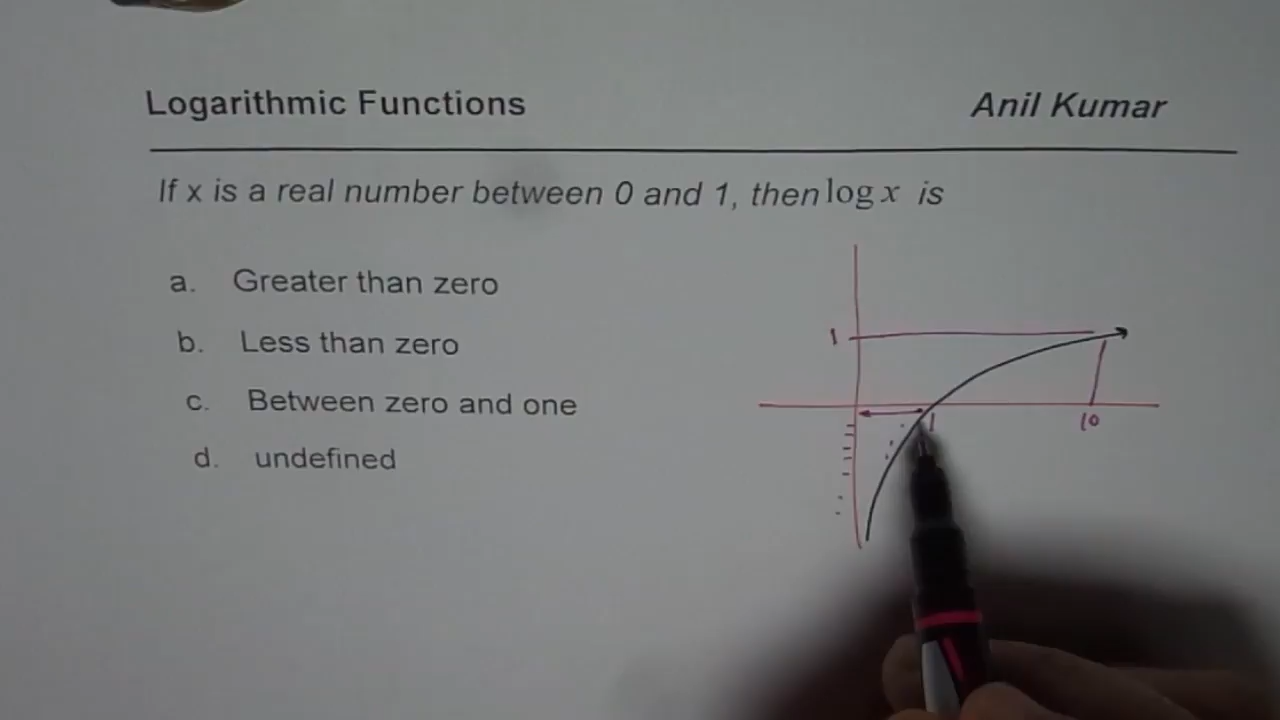 Logarithmic Functions Anil Kumar
If x is a real number between 0 and 1, then log x is
a. Greater than zero
b. Less than zero
c. Between zero and one
d. undefined
1
1
10